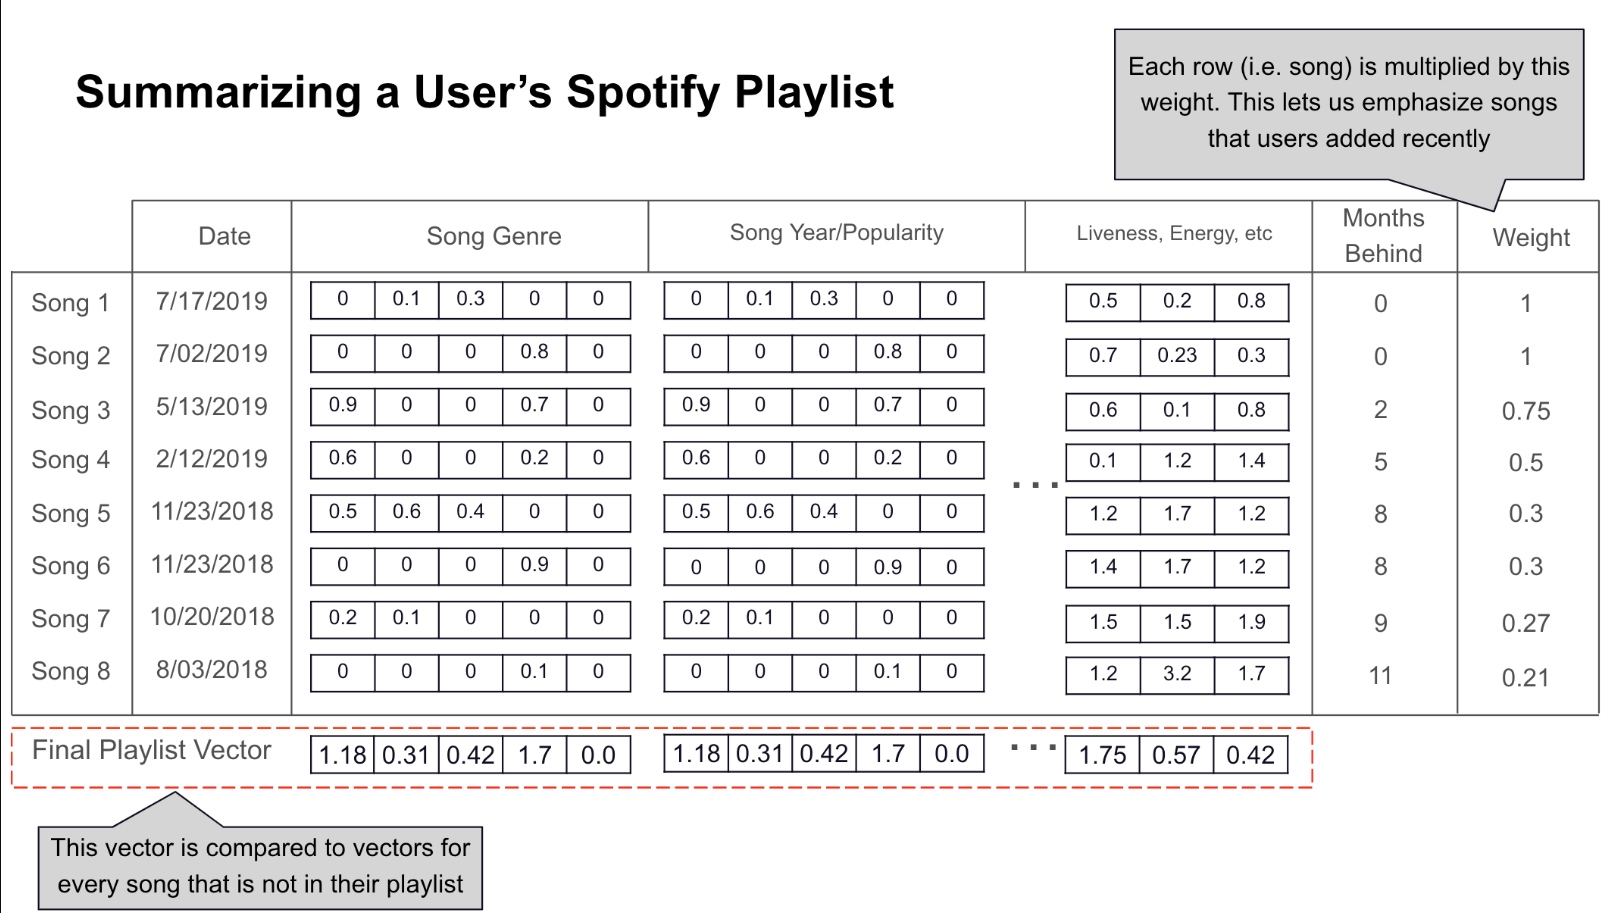 Summarizing a User's Spotify Playlist
Each row (i.e. song) is multiplied by this
weight. This lets us emphasize songs
that users added recently
Date Song Genre Song Year/Popularity Liveness, Energy, etc Months Behind Weight
Song 1 7/17/2019 0 0.1 0.3 0 0 0 0.1 0.3 0 0 0.5 0.2 0.8 0 1
Song 2 7/02/2019 0 0 0 0.8 0 0 0 0 0.8 0 0.7 0.23 0.3 0 1
Song 3 5/13/2019 0.9 0 0 0.7 0 0.9 0 0 0.7 0 0.6 0.1 0.8 2 0.75
Song 4 2/12/2019 0.6 0 0 0.2 0 0.6 0 0 0.2 0 ... 0.1 1.2 1.4 5 0.5
Song 5 11/23/2018 0.5 0.6 0.4 0 0 0.5 0.6 0.4 0 0 1.2 1.7 1.2 8 0.3
Song 6 11/23/2018 0 0 0 0.9 0 0 0 0 0.9 0 1.4 1.7 1.2 8 0.3
Song 7 10/20/2018 0.2 0.1 0 0 0 0.2 0.1 0 0 0 1.5 1.5 1.9 9 0.27
Song 8 8/03/2018 0 0 0 0.1 0 0 0 0 0.1 0 1.2 3.2 1.7 11 0.21
Final Playlist Vector 1.18 0.31 0.42 1.7 0.0 1.18 0.31 0.42 1.7 0.0 ... 1.75 0.57 0.42
This vector is compared to vectors for
every song that is not in their playlist